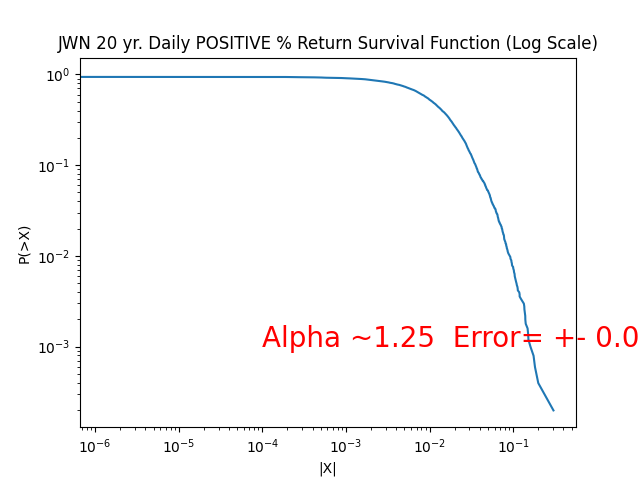 JWN 20 yr. Daily POSITIVE % Return Survival Function (Log Scale)
10⁰
10⁻¹
10⁻²
10⁻³
P(>X)
Alpha ~1.25  Error= +- 0.0
10⁻⁶ 10⁻⁵ 10⁻⁴ 10⁻³ 10⁻² 10⁻¹
|X|